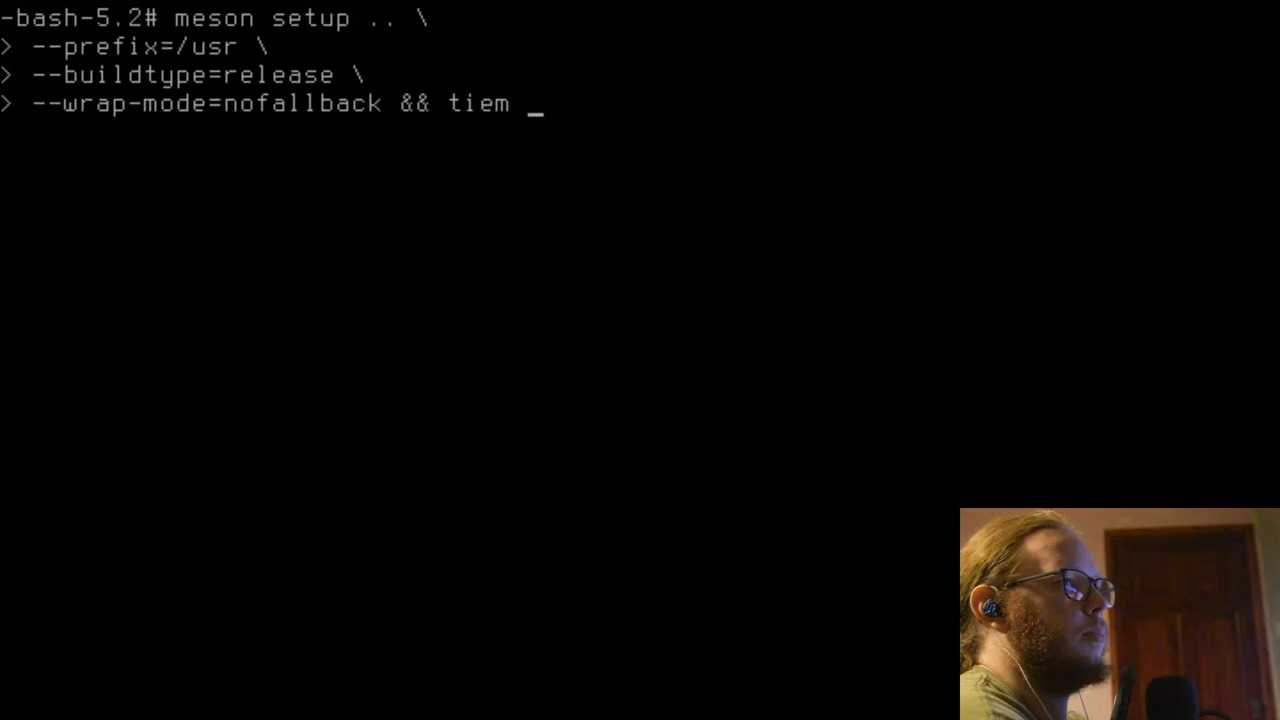 -bash-5.2# meson setup .. \
> --prefix=/usr \
> --buildtype=release \
> --wrap-mode=nofallback && tiem _